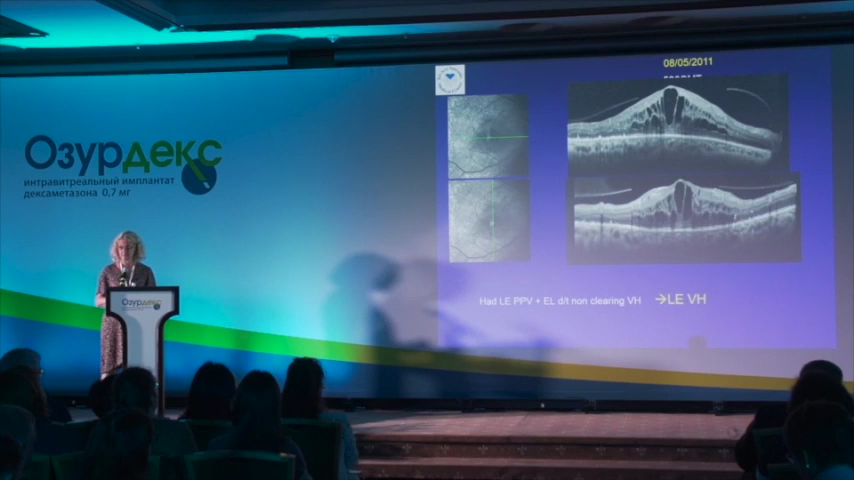 Озурдекс
интравитреальный имплантат
дексаметазона 0,7 мг
Озурдекс
08/05/2011
Had LE PPV + EL d/t non clearing VH →LE VH